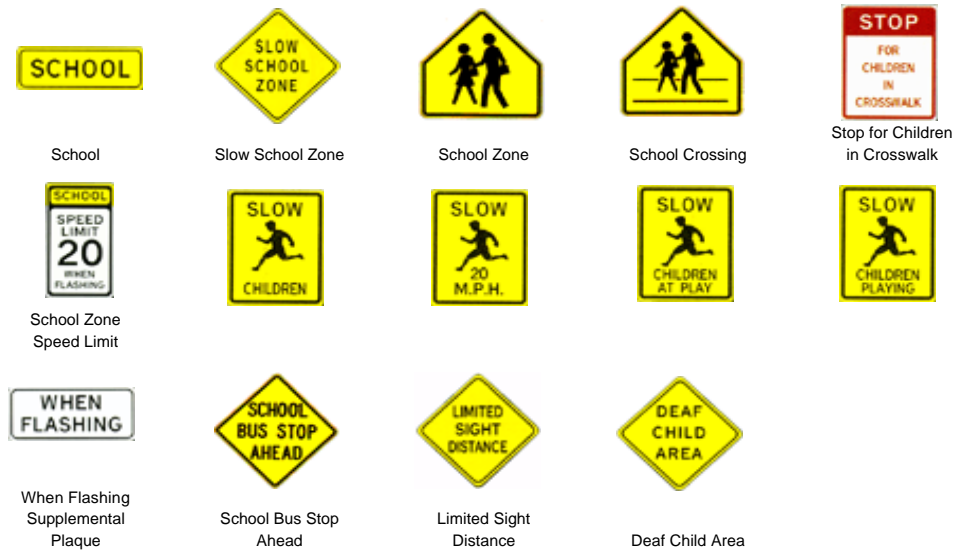 SCHOOL
SLOW
SCHOOL
ZONE
STOP
FOR
CHILDREN
IN
CROSSWALK
School
Slow School Zone
School Zone
School Crossing
Stop for Children
in Crosswalk
SCHOOL
SPEED
LIMIT
20
WHEN
FLASHING
SLOW
CHILDREN
SLOW
20
M.P.H.
SLOW
CHILDREN
AT PLAY
SLOW
CHILDREN
PLAYING
School Zone
Speed Limit
WHEN
FLASHING
SCHOOL
BUS STOP
AHEAD
LIMITED
SIGHT
DISTANCE
DEAF
CHILD
AREA
When Flashing
Supplemental
Plaque
School Bus Stop
Ahead
Limited Sight
Distance
Deaf Child Area